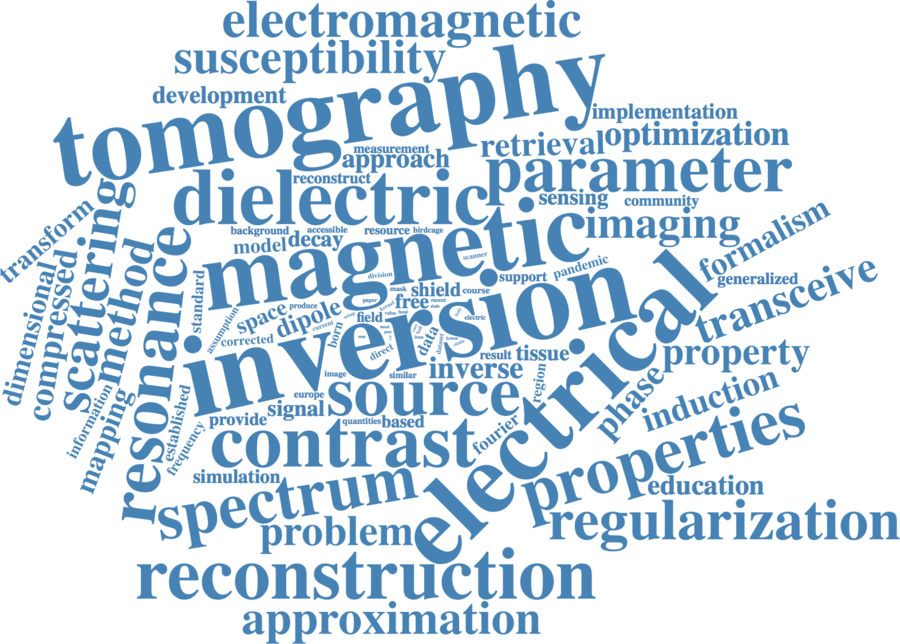 electromagnetic
susceptibility
development
tomography
implementation
measurement
approach
retrieval
optimization
reconstruct
dielectric
parameter
sensing
community
transform
scattering
background
accessible
resource
birdcage
imaging
model
decay
magnetic
scanner
formalism
dimensional
compressed
method
resonance
standard
division
support
pandemic
generalized
mask
shield
course
transceive
assumption
space
produce
paper
free
recent
dipole
field
electric
corrected
current
born
data
dataset
inversion
direct
result
tissue
property
image
similar
inverse
region
electrical
phase
induction
information
mapping
established
frequency
europe
source
provide
signal
quantities
based
contrast
fourier
properties
simulation
spectrum
education
problem
regularization
reconstruction
approximation